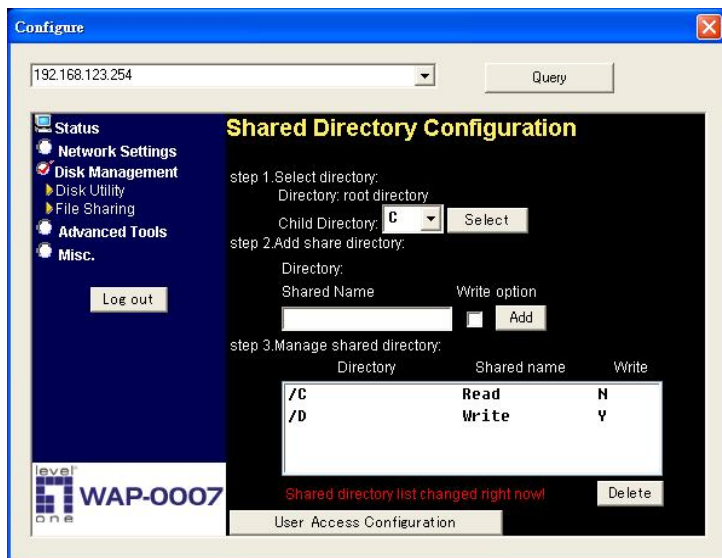 Configure
192.168.123.254
Query
Status
Network Settings
Disk Management
Disk Utility
File Sharing
Advanced Tools
Misc.
Log out
level
one
WAP-0007
Shared Directory Configuration
step 1.Select directory:
Directory: root directory
Child Directory: C Select
step 2.Add share directory:
Directory:
Shared Name Write option
Add
step 3.Manage shared directory:
Directory Shared name Write
/C Read N
/D Write Y
Shared directory list changed right now!
Delete
User Access Configuration